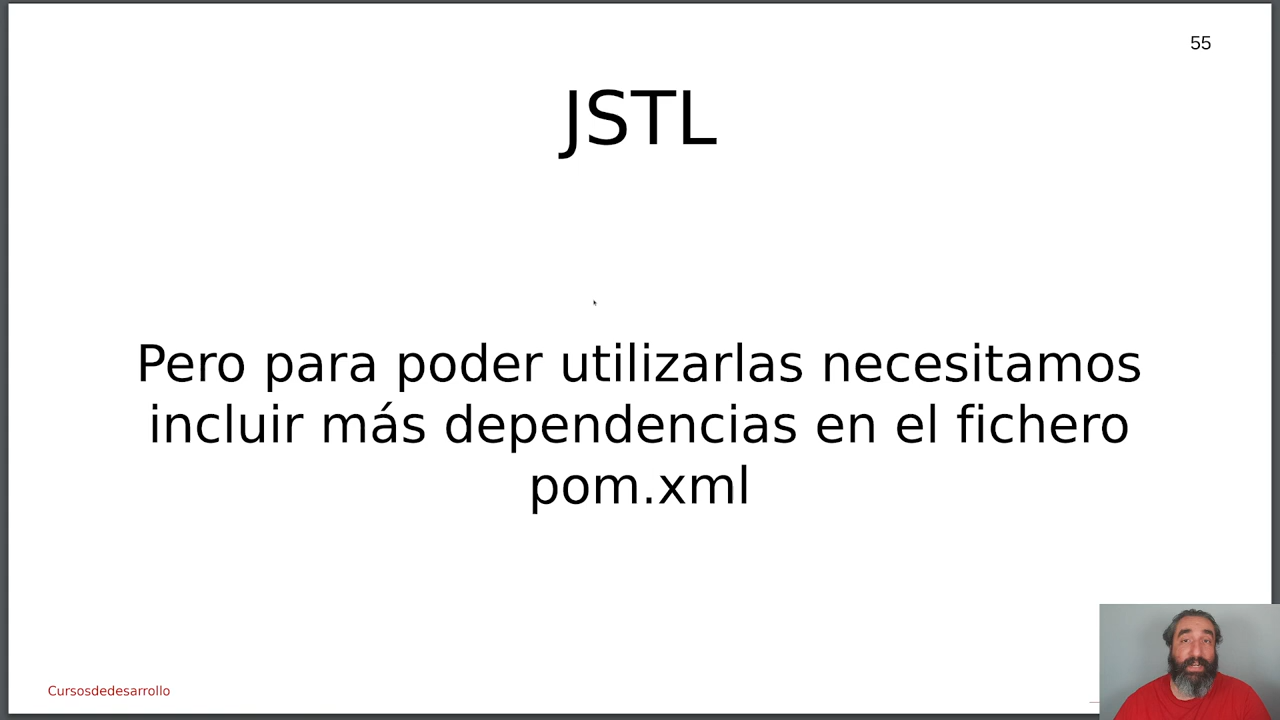 55
JSTL
Pero para poder utilizarlas necesitamos
incluir más dependencias en el fichero
pom.xml
Cursosdedesarrollo